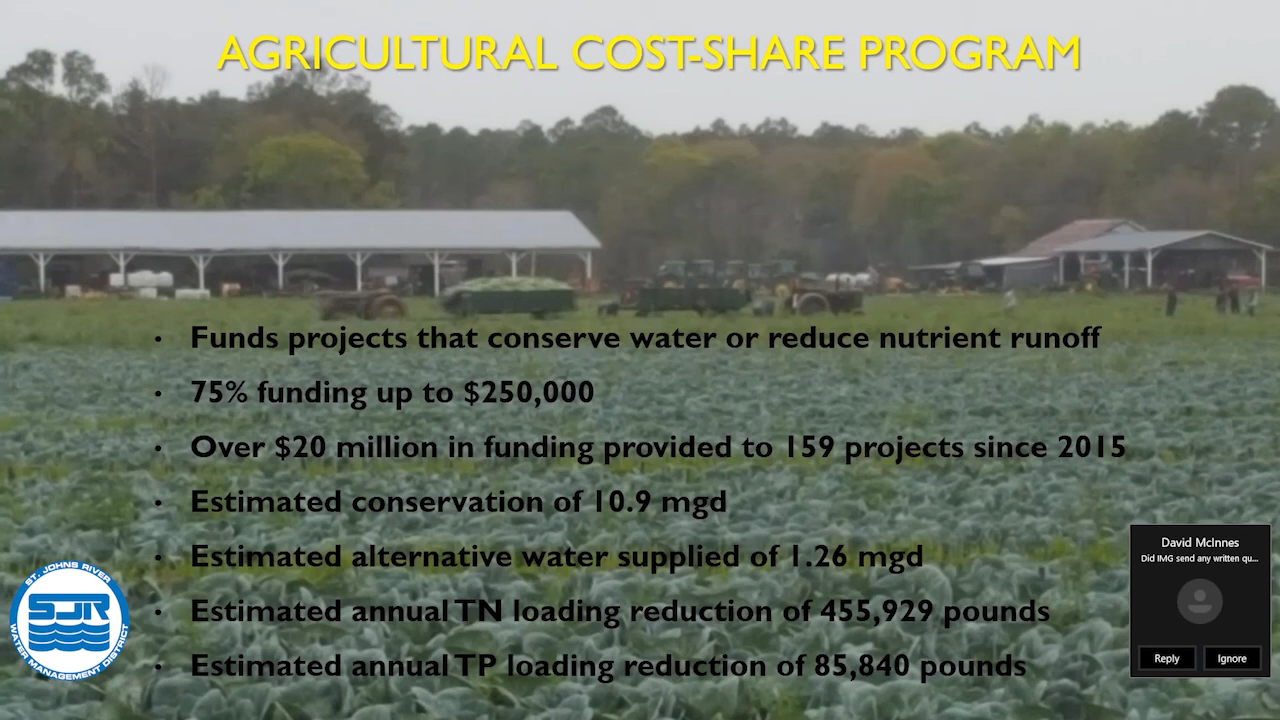 AGRICULTURAL COST-SHARE PROGRAM
• Funds projects that conserve water or reduce nutrient runoff
• 75% funding up to $250,000
• Over $20 million in funding provided to 159 projects since 2015
• Estimated conservation of 10.9 mgd
• Estimated alternative water supplied of 1.26 mgd
• Estimated annual TN loading reduction of 455,929 pounds
• Estimated annual TP loading reduction of 85,840 pounds
ST. JOHNS RIVER
SJR
WATER MANAGEMENT DISTRICT
David McInnes
Did IMG send any written qu...
Reply Ignore